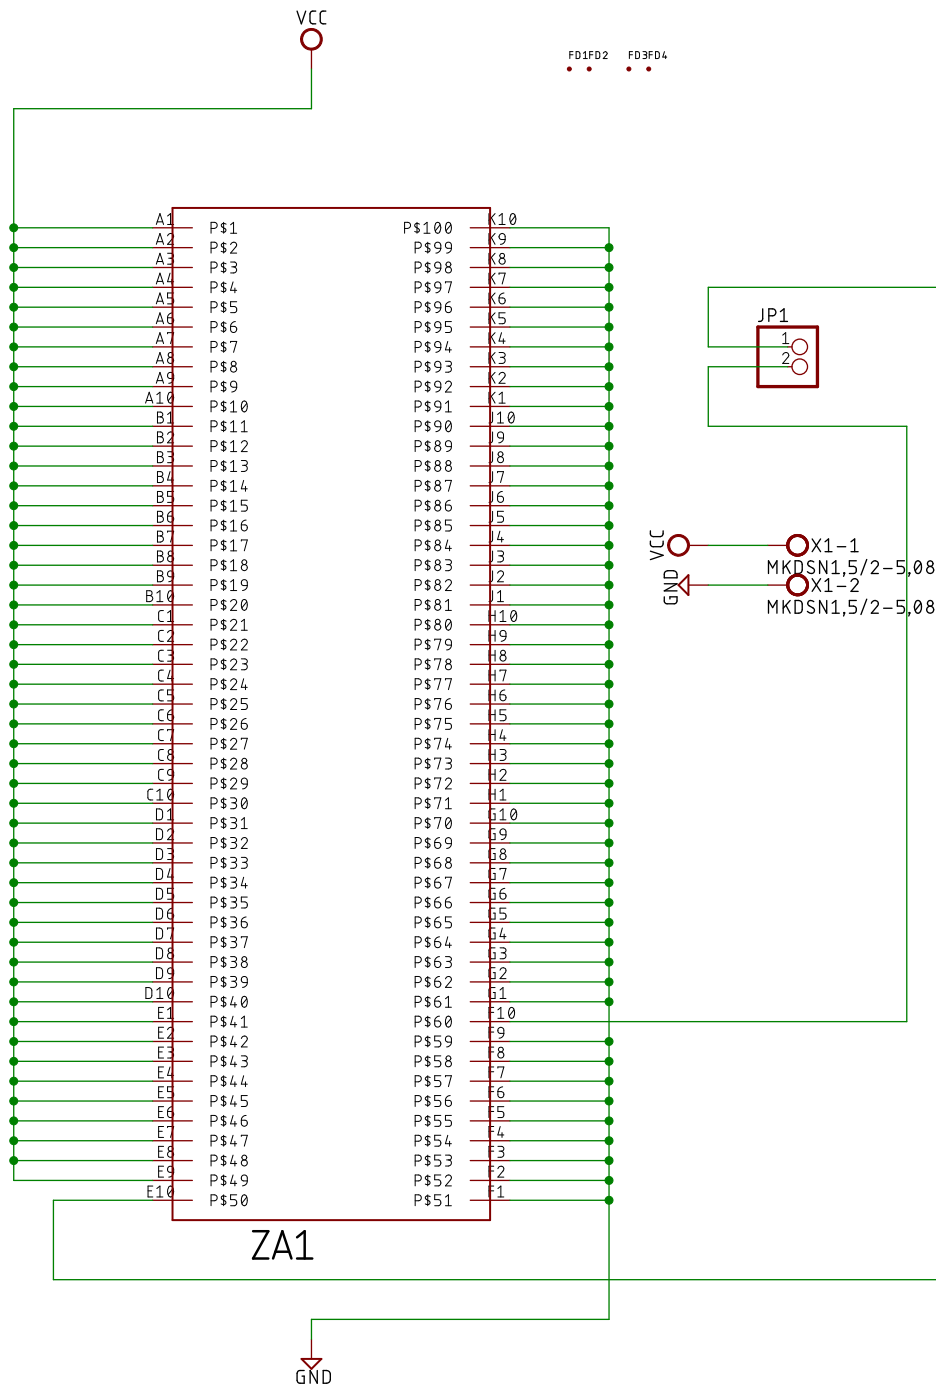 VCC
FD1FD2 FD3FD4
A1 P$1 P$100 K10
A2 P$2 P$99 K9
A3 P$3 P$98 K8
A4 P$4 P$97 K7
A5 P$5 P$96 K6
A6 P$6 P$95 K5
A7 P$7 P$94 K4
A8 P$8 P$93 K3
A9 P$9 P$92 K2
A10 P$10 P$91 K1
B1 P$11 P$90 J10
B2 P$12 P$89 J9
B3 P$13 P$88 J8
B4 P$14 P$87 J7
B5 P$15 P$86 J6
B6 P$16 P$85 J5
B7 P$17 P$84 J4
B8 P$18 P$83 J3
B9 P$19 P$82 J2
B10 P$20 P$81 J1
C1 P$21 P$80 H10
C2 P$22 P$79 H9
C3 P$23 P$78 H8
C4 P$24 P$77 H7
C5 P$25 P$76 H6
C6 P$26 P$75 H5
C7 P$27 P$74 H4
C8 P$28 P$73 H3
C9 P$29 P$72 H2
C10 P$30 P$71 H1
D1 P$31 P$70 G10
D2 P$32 P$69 G9
D3 P$33 P$68 G8
D4 P$34 P$67 G7
D5 P$35 P$66 G6
D6 P$36 P$65 G5
D7 P$37 P$64 G4
D8 P$38 P$63 G3
D9 P$39 P$62 G2
D10 P$40 P$61 G1
E1 P$41 P$60 F10
E2 P$42 P$59 F9
E3 P$43 P$58 F8
E4 P$44 P$57 F7
E5 P$45 P$56 F6
E6 P$46 P$55 F5
E7 P$47 P$54 F4
E8 P$48 P$53 F3
E9 P$49 P$52 F2
E10 P$50 P$51 F1
ZA1
GND
JP1
1
2
VCC
X1-1
MKDSN1,5/2-5,08
GND
X1-2
MKDSN1,5/2-5,08